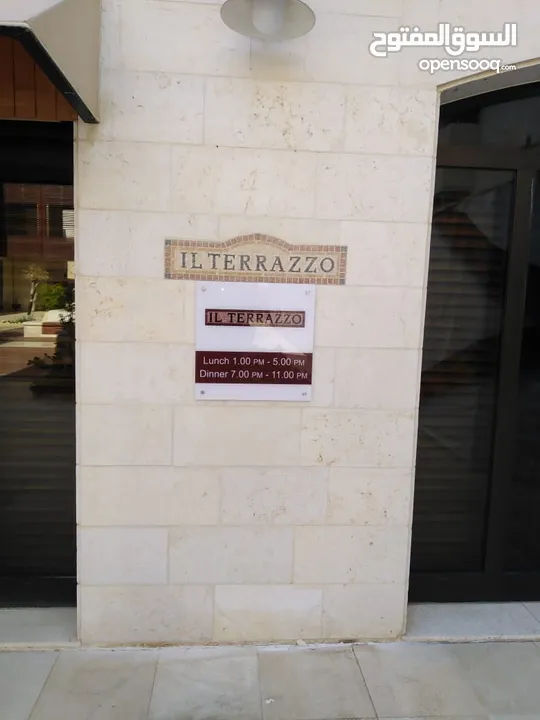 السوق المفتوح
opensooq.com
IL TERRAZZO
IL TERRAZZO
Lunch 1.00 PM - 5.00 PM
Dinner 7.00 PM - 11.00 PM